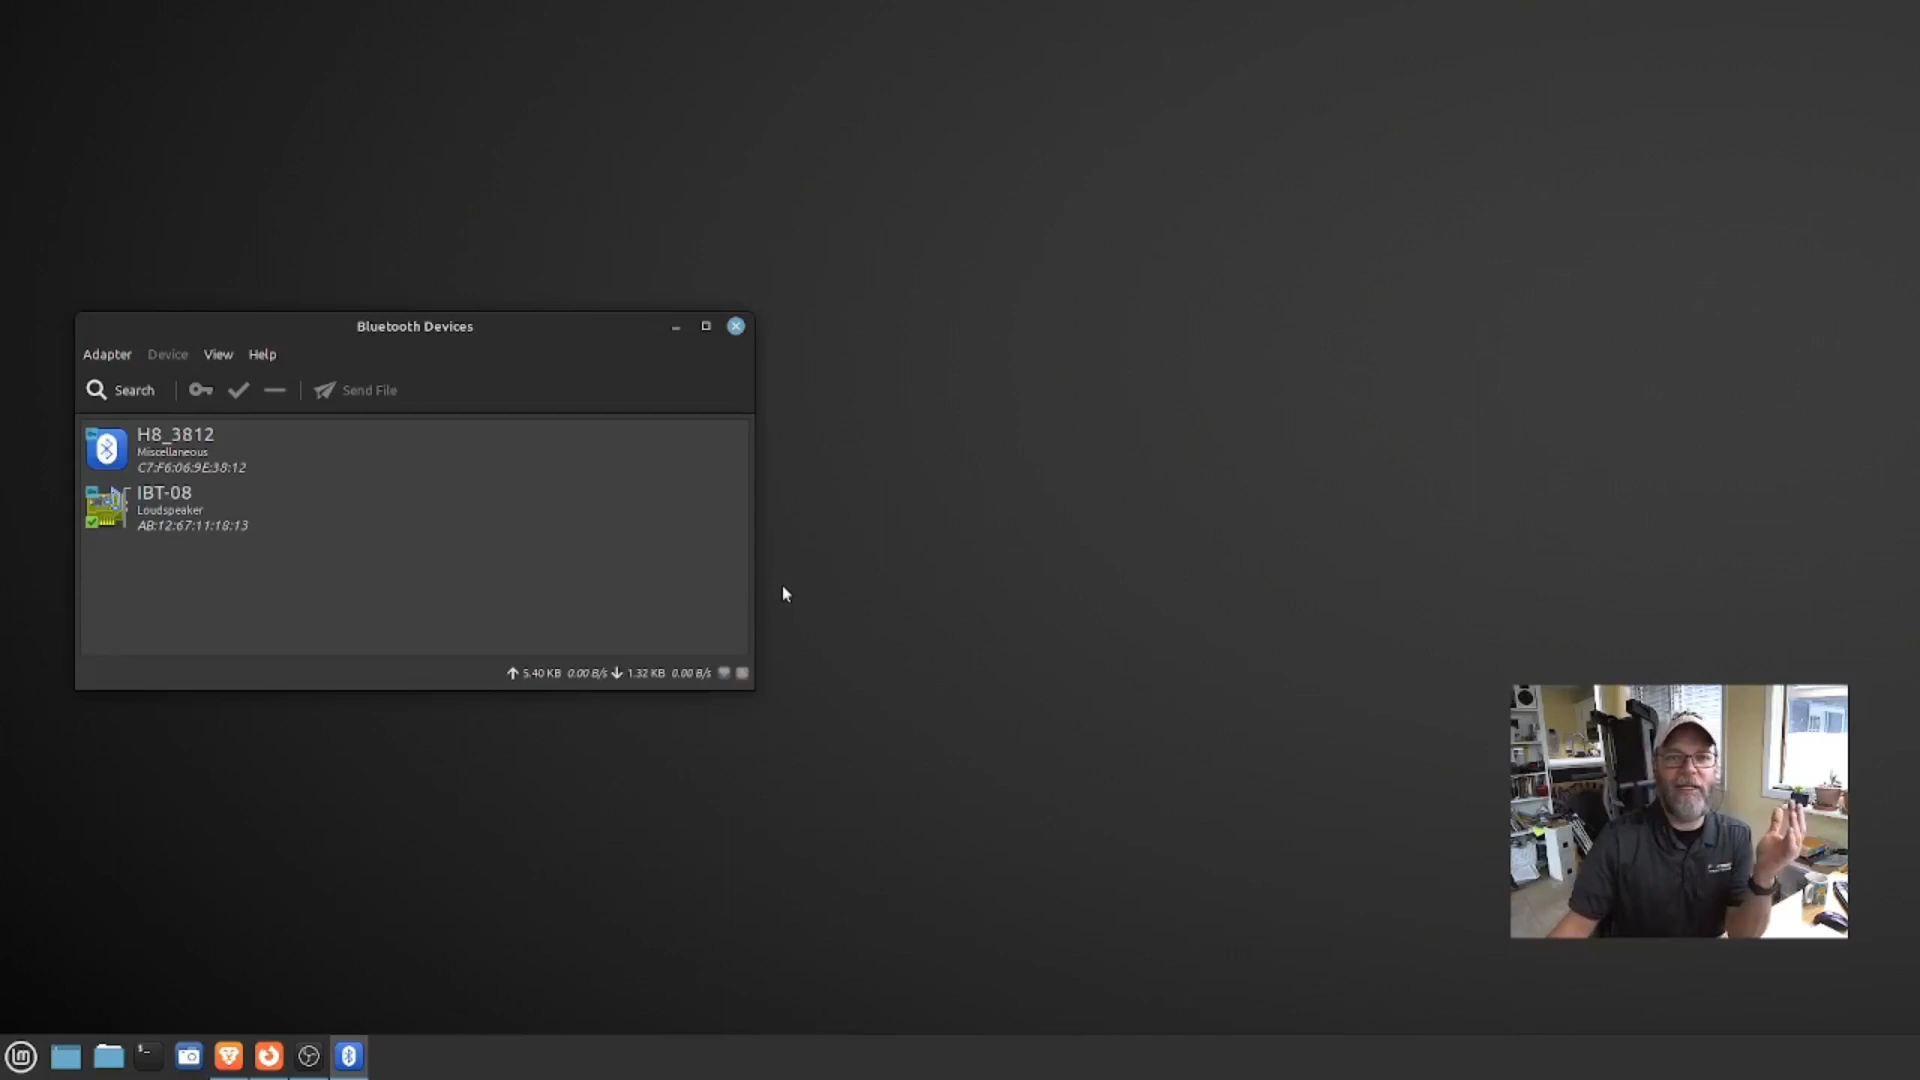 Bluetooth Devices
Adapter Device View Help
Search Send File
H8_3812
Miscellaneous
C7:F6:06:9E:38:12
IBT-08
Loudspeaker
AB:12:67:11:18:13
5.40 KB 0.00 B/s 1.32 KB 0.00 B/s